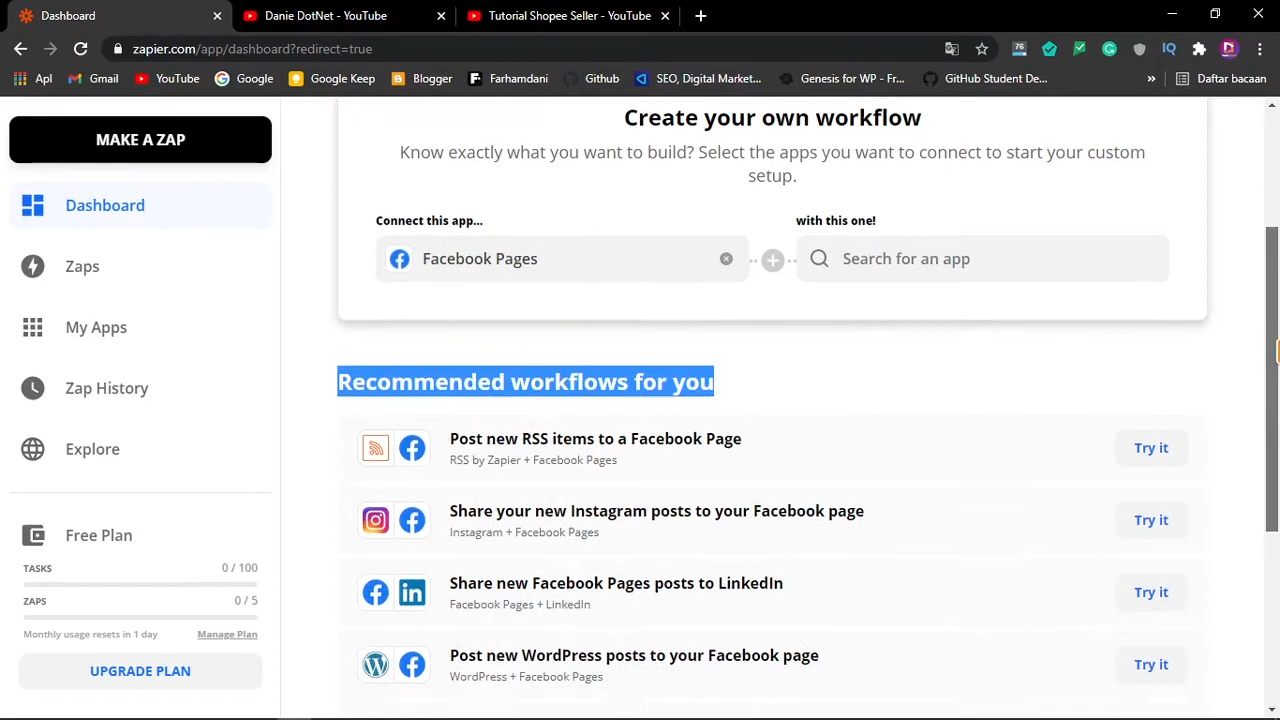 Dashboard
Danie DotNet - YouTube
Tutorial Shopee Seller - YouTube
zapier.com/app/dashboard?redirect=true
76
IQ
Apl
Gmail
YouTube
Google
Google Keep
Blogger
Farhamdani
Github
SEO, Digital Market...
Genesis for WP - Fr...
GitHub Student De...
»
Daftar bacaan
MAKE A ZAP
Dashboard
Zaps
My Apps
Zap History
Explore
Free Plan
TASKS 0 / 100
ZAPS 0 / 5
Monthly usage resets in 1 day Manage Plan
UPGRADE PLAN
Create your own workflow
Know exactly what you want to build? Select the apps you want to connect to start your custom
setup.
Connect this app... with this one!
Facebook Pages
Search for an app
Recommended workflows for you
Post new RSS items to a Facebook Page
RSS by Zapier + Facebook Pages
Try it
Share your new Instagram posts to your Facebook page
Instagram + Facebook Pages
Try it
Share new Facebook Pages posts to LinkedIn
Facebook Pages + LinkedIn
Try it
Post new WordPress posts to your Facebook page
WordPress + Facebook Pages
Try it